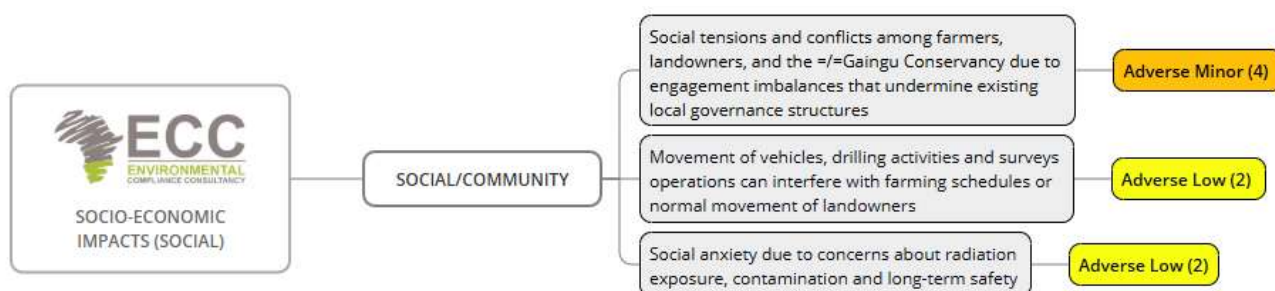 ECC
ENVIRONMENTAL
COMPLIANCE CONSULTANCY
SOCIO-ECONOMIC
IMPACTS (SOCIAL)
SOCIAL/COMMUNITY
Social tensions and conflicts among farmers,
landowners, and the =/=Gaingu Conservancy due to
engagement imbalances that undermine existing
local governance structures
Adverse Minor (4)
Movement of vehicles, drilling activities and surveys
operations can interfere with farming schedules or
normal movement of landowners
Adverse Low (2)
Social anxiety due to concerns about radiation
exposure, contamination and long-term safety
Adverse Low (2)